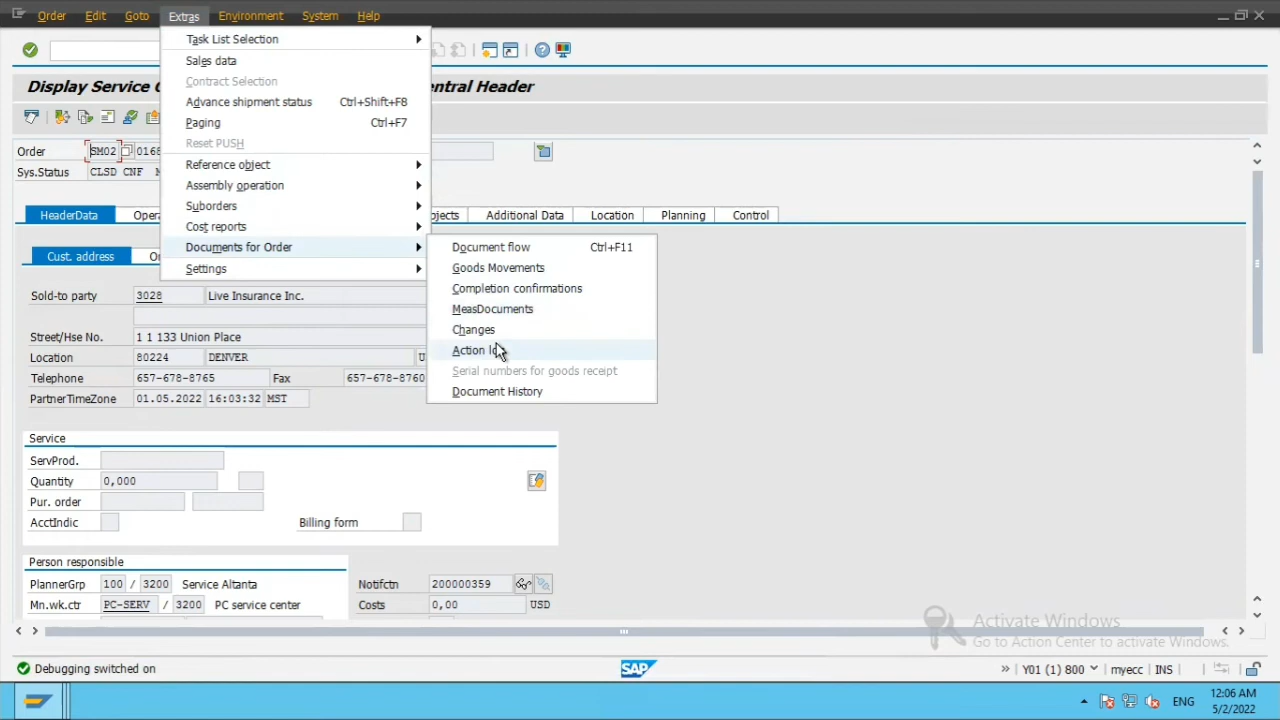 Order Edit Goto Extras Environment System Help
Task List Selection
Sales data
Contract Selection
Advance shipment status Ctrl+Shift+F8
Paging Ctrl+F7
Reset PUSH
Reference object
Assembly operation
Suborders
Cost reports
Documents for Order
Settings
Document flow Ctrl+F11
Goods Movements
Completion confirmations
MeasDocuments
Changes
Action
Serial numbers for goods receipt
Document History
Display Service
Header
Order SM02 0168
Sys.Status CLSD CNF
HeaderData Additional Data Location Planning Control
Cust. address
Sold-to party 3028 Live Insurance Inc.
Street/Hse No. 1 1 133 Union Place
Location 80224 DENVER
Telephone 657-678-8765 Fax 657-678-8760
PartnerTimeZone 01.05.2022 16:03:32 MST
Service
ServProd.
Quantity 0,000
Pur. order
AcctIndic Billing form
Person responsible
PlannerGrp 100 / 3200 Service Altanta Notifctn 200000359
Mn.wk.ctr PC-SERV / 3200 PC service center Costs 0,00 USD
Activate Windows
Go to Action Center to activate Windows.
Debugging switched on SAP Y01 (1) 800 myecc INS
ENG 12:06 AM
5/2/2022